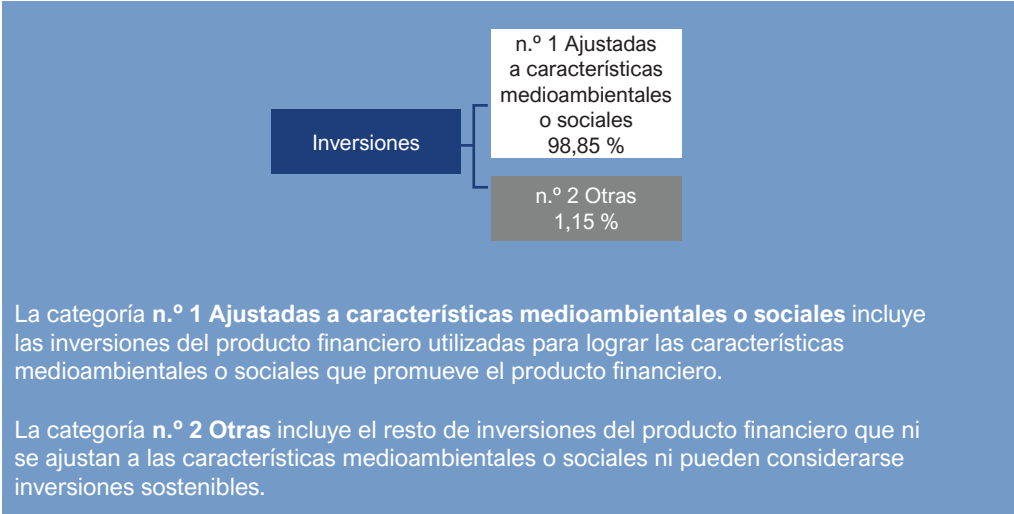 n.º 1 Ajustadas
a características
medioambientales
o sociales
98,85 %
Inversiones
n.º 2 Otras
1,15 %
La categoría n.º 1 Ajustadas a características medioambientales o sociales incluye
las inversiones del producto financiero utilizadas para lograr las características
medioambientales o sociales que promueve el producto financiero.
La categoría n.º 2 Otras incluye el resto de inversiones del producto financiero que ni
se ajustan a las características medioambientales o sociales ni pueden considerarse
inversiones sostenibles.